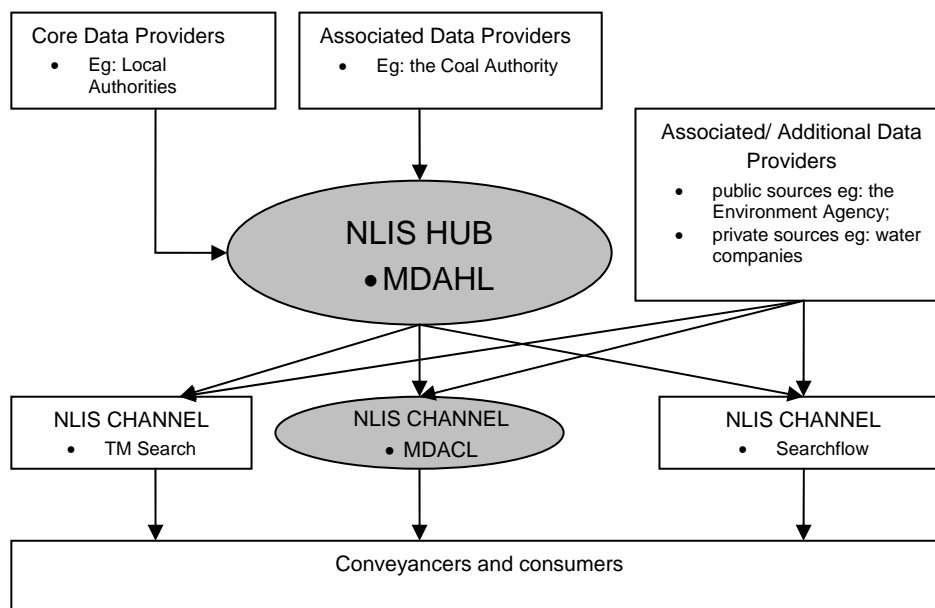 Core Data Providers
• Eg: Local
Authorities
Associated Data Providers
• Eg: the Coal Authority
Associated/ Additional Data
Providers
• public sources eg: the
Environment Agency;
• private sources eg: water
companies
NLIS HUB
• MDAHL
NLIS CHANNEL
• TM Search
NLIS CHANNEL
• MDACL
NLIS CHANNEL
• Searchflow
Conveyancers and consumers